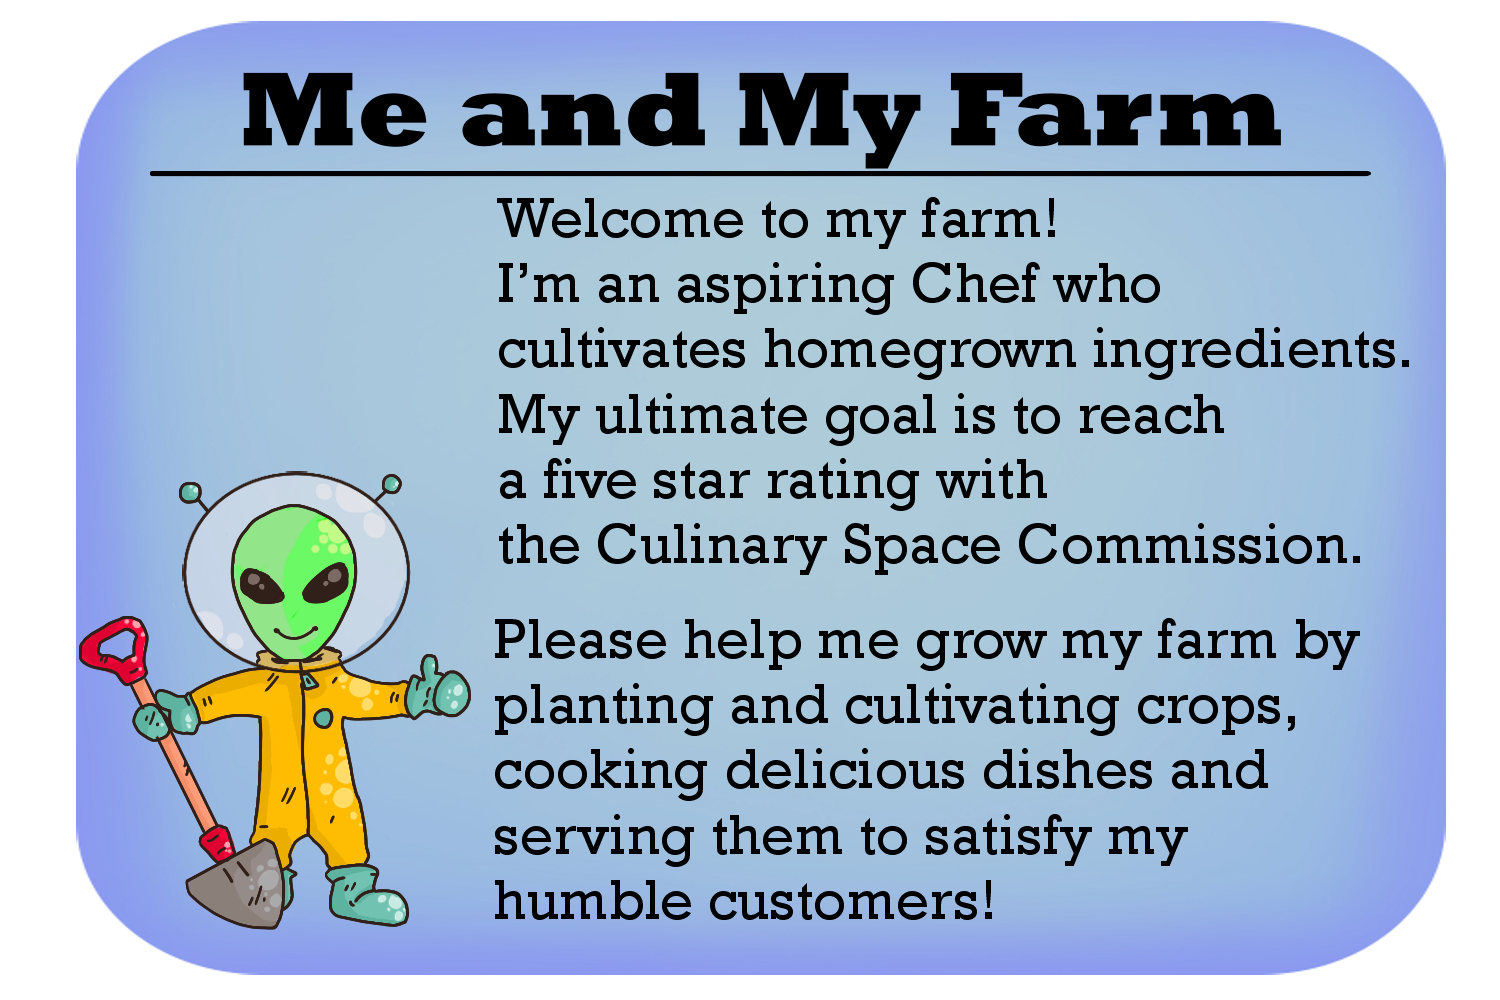 Me and My Farm
Welcome to my farm!
I’m an aspiring Chef who
cultivates homegrown ingredients.
My ultimate goal is to reach
a five star rating with
the Culinary Space Commission.
Please help me grow my farm by
planting and cultivating crops,
cooking delicious dishes and
serving them to satisfy my
humble customers!